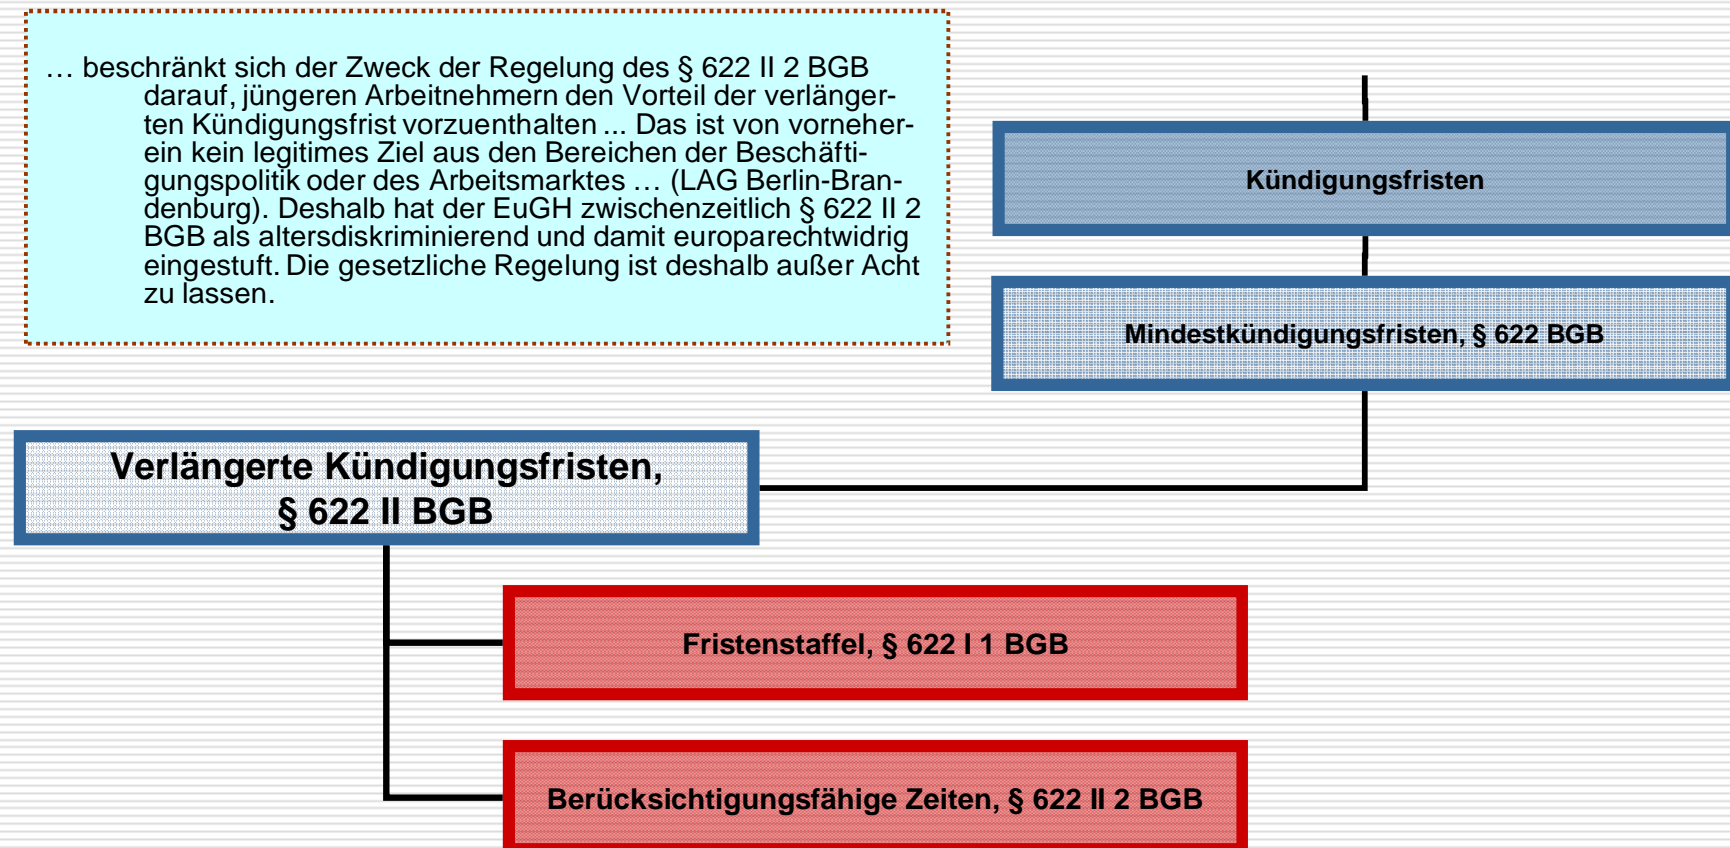 … beschränkt sich der Zweck der Regelung des § 622 II 2 BGB
darauf, jüngeren Arbeitnehmern den Vorteil der verlänger-
ten Kündigungsfrist vorzuenthalten ... Das ist von vorneher-
ein kein legitimes Ziel aus den Bereichen der Beschäfti-
gungspolitik oder des Arbeitsmarktes … (LAG Berlin-Bran-
denburg). Deshalb hat der EuGH zwischenzeitlich § 622 II 2
BGB als altersdiskriminierend und damit europarechtwidrig
eingestuft. Die gesetzliche Regelung ist deshalb außer Acht
zu lassen.
Kündigungsfristen
Mindestkündigungsfristen, § 622 BGB
Verlängerte Kündigungsfristen,
§ 622 II BGB
Fristenstaffel, § 622 I 1 BGB
Berücksichtigungsfähige Zeiten, § 622 II 2 BGB